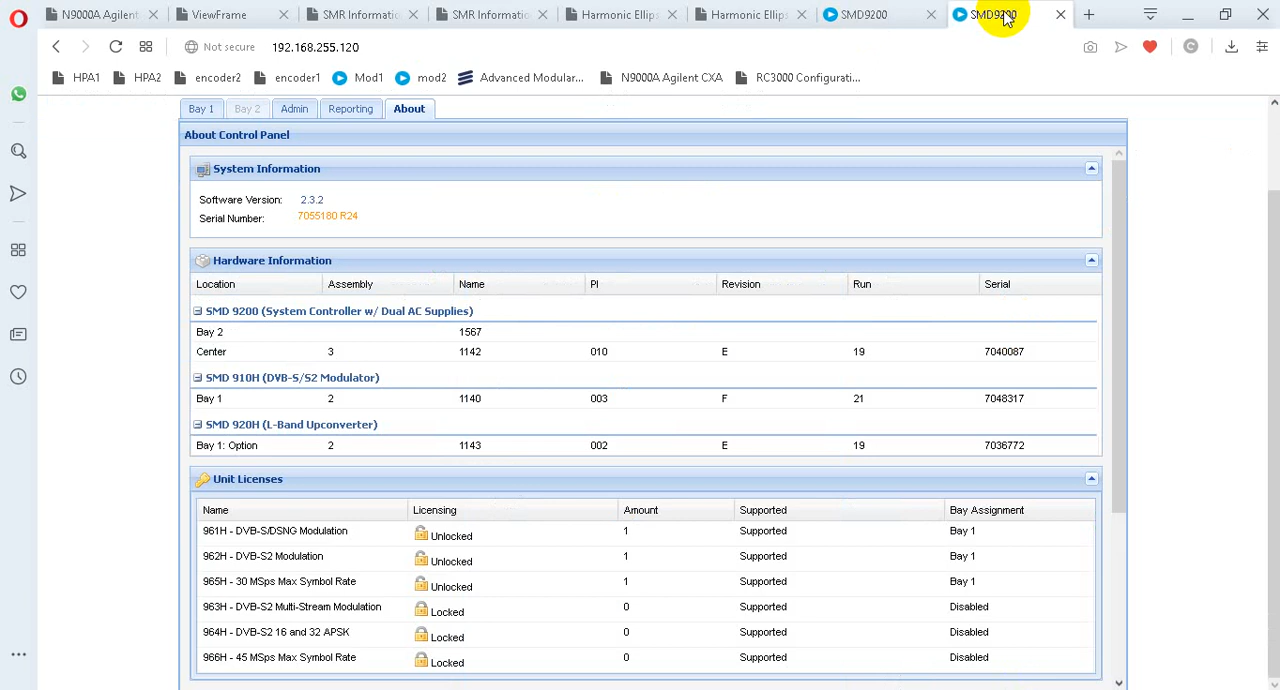 N9000A Agilent ViewFrame SMR Informatio SMR Informatio Harmonic Ellips Harmonic Ellips SMD9200 SMD9200
Not secure 192.168.255.120
HPA1 HPA2 encoder2 encoder1 Mod1 mod2 Advanced Modular... N9000A Agilent CXA RC3000 Configurati...
Bay 1 Bay 2 Admin Reporting About
About Control Panel
System Information
Software Version: 2.3.2
Serial Number: 7055180 R24
Hardware Information
Location Assembly Name PI Revision Run Serial
SMD 9200 (System Controller w/ Dual AC Supplies)
Bay 2 1567
Center 3 1142 010 E 19 7040087
SMD 910H (DVB-S/S2 Modulator)
Bay 1 2 1140 003 F 21 7048317
SMD 920H (L-Band Upconverter)
Bay 1: Option 2 1143 002 E 19 7036772
Unit Licenses
Name Licensing Amount Supported Bay Assignment
961H - DVB-S/DSNG Modulation Unlocked 1 Supported Bay 1
962H - DVB-S2 Modulation Unlocked 1 Supported Bay 1
965H - 30 MSps Max Symbol Rate Unlocked 1 Supported Bay 1
963H - DVB-S2 Multi-Stream Modulation Locked 0 Supported Disabled
964H - DVB-S2 16 and 32 APSK Locked 0 Supported Disabled
966H - 45 MSps Max Symbol Rate Locked 0 Supported Disabled